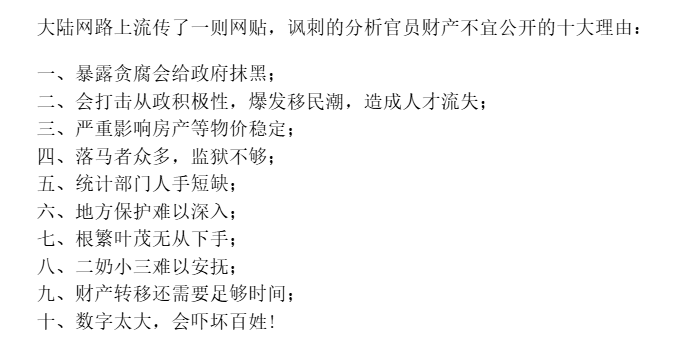 大陆网路上流传了一则网贴，讽刺的分析官员财产不宜公开的十大理由：
一、暴露贪腐会给政府抹黑；
二、会打击从政积极性，爆发移民潮，造成人才流失；
三、严重影响房产等物价稳定；
四、落马者众多，监狱不够；
五、统计部门人手短缺；
六、地方保护难以深入；
七、根繁叶茂无从下手；
八、二奶小三难以安抚；
九、财产转移还需要足够时间；
十、数字太大，会吓坏百姓!